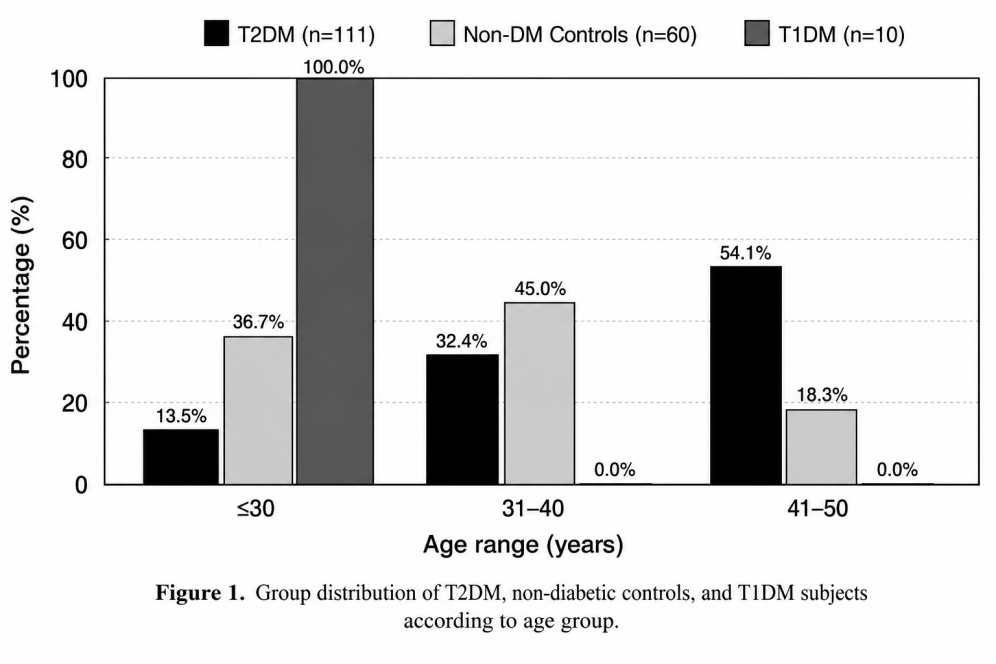 T2DM (n=111) Non-DM Controls (n=60) T1DM (n=10)
Percentage (%)
100
80
60
40
20
0
13.5%
36.7%
100.0%
32.4%
45.0%
0.0%
54.1%
18.3%
0.0%
≤30 31–40 41–50
Age range (years)
Figure 1. Group distribution of T2DM, non-diabetic controls, and T1DM subjects
according to age group.